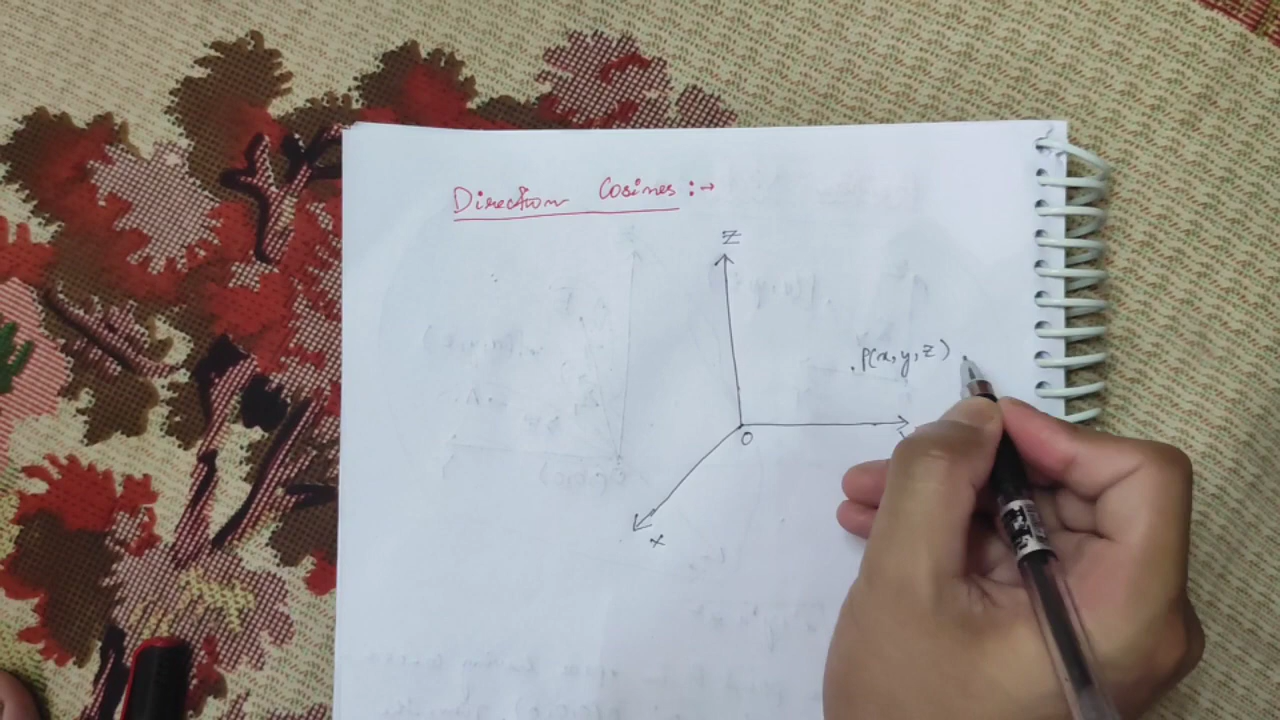 Direction Cosines :→
Z
P(x, y, z)
O
x